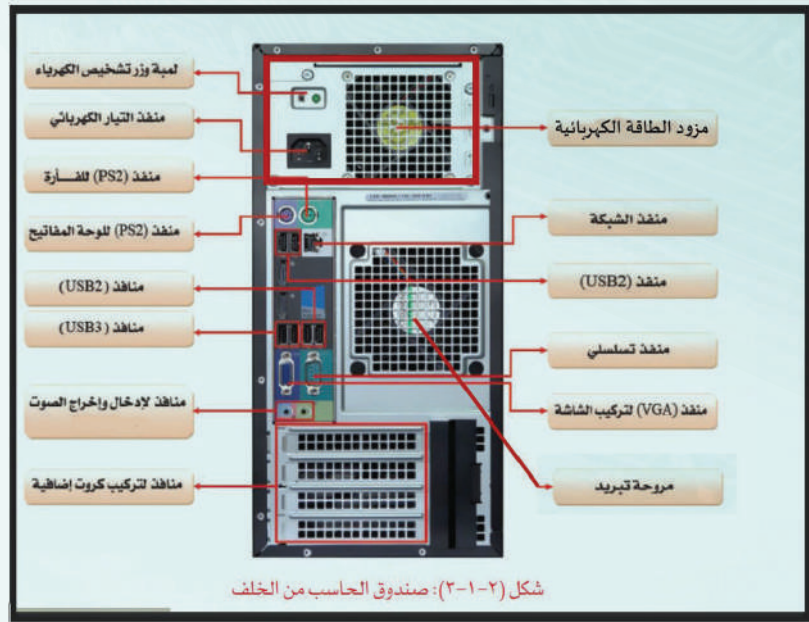 مزود الطاقة الكهربائية
منفذ الشبكة
منفذ (USB2)
منفذ تسلسلي
منفذ (VGA) لتركيب الشاشة
مروحة تبريد
لمبة وزر تشخيص الكهرباء
منفذ التيار الكهربائي
منفذ (PS2) للفـــأرة
منفذ (PS2) للوحة المفاتيح
منافذ (USB2)
منافذ (USB3)
منافذ لإدخال وإخراج الصوت
منافذ لتركيب كروت إضافية
شكل (٢-١-٣): صندوق الحاسب من الخلف